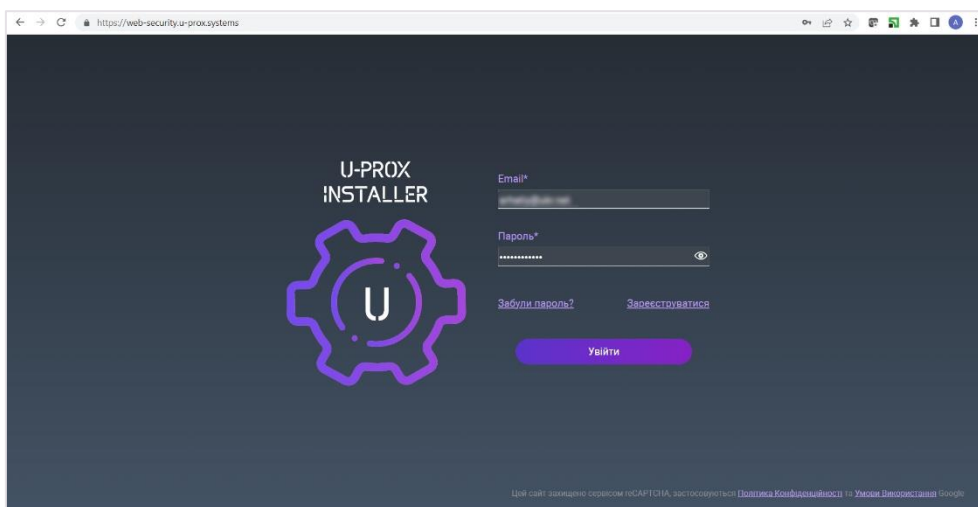 https://web-security.u-prox.systems
A
U-PROX
INSTALLER
U
Email*
Пароль*
Забули пароль?
Зареєструватися
Увійти
Цей сайт захищено сервісом reCAPTCHA, застосовуються Політика Конфіденційності та Умови Використання Google